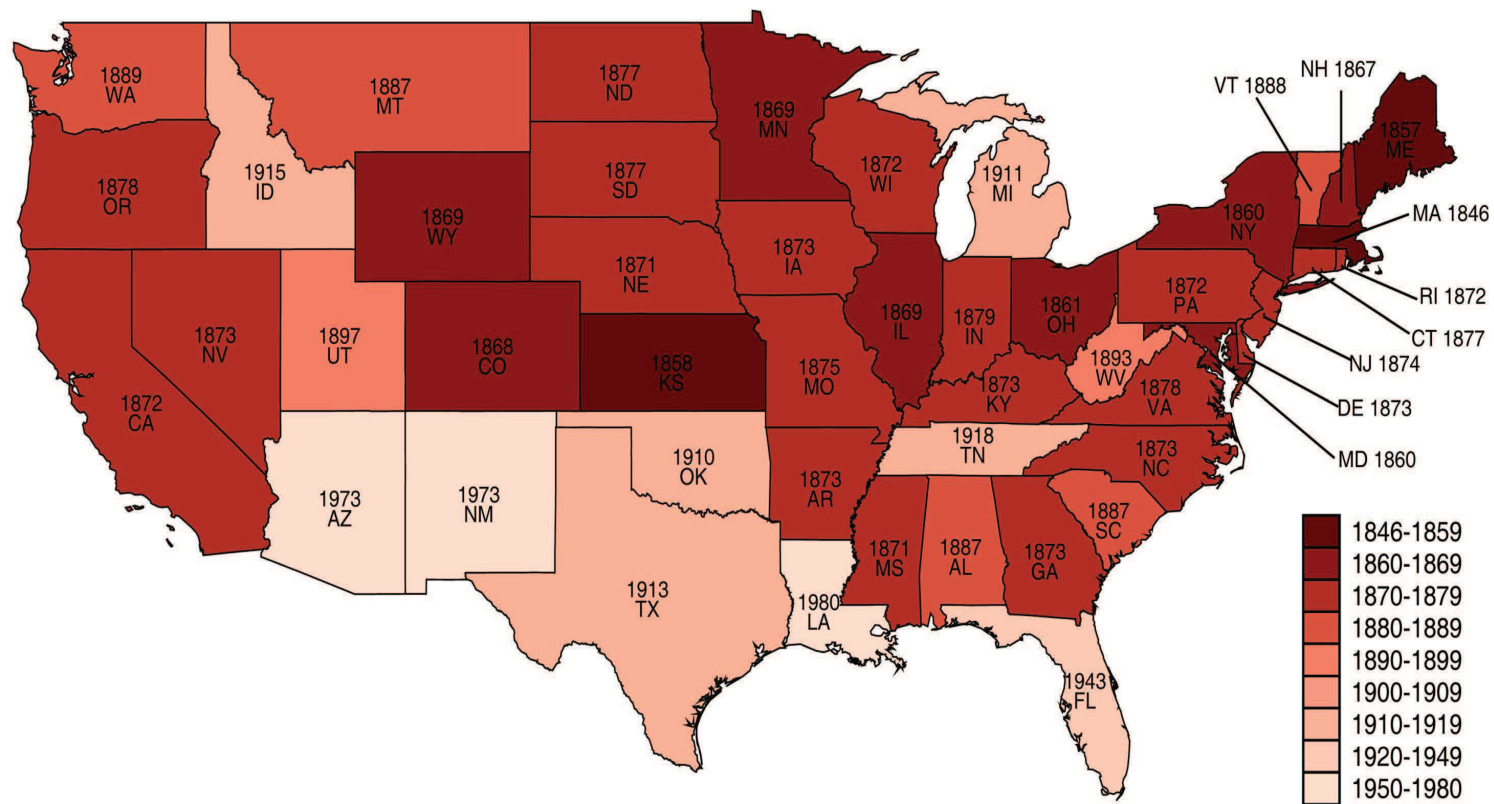 1889
WA
1887
MT
1877
ND
1869
MN
VT 1888
NH 1867
1857
ME
1878
OR
1915
ID
1869
WY
1877
SD
1872
WI
1911
MI
1860
NY
MA 1846
1873
NV
1897
UT
1868
CO
1871
NE
1873
IA
1869
IL
1879
IN
1861
OH
1872
PA
RI 1872
CT 1877
NJ 1874
DE 1873
MD 1860
1872
CA
1858
KS
1875
MO
1873
KY
1893
WV
1878
VA
1973
AZ
1973
NM
1910
OK
1873
AR
1918
TN
1873
NC
1913
TX
1980
LA
1871
MS
1887
AL
1873
GA
1887
SC
1943
FL
1846-1859
1860-1869
1870-1879
1880-1889
1890-1899
1900-1909
1910-1919
1920-1949
1950-1980